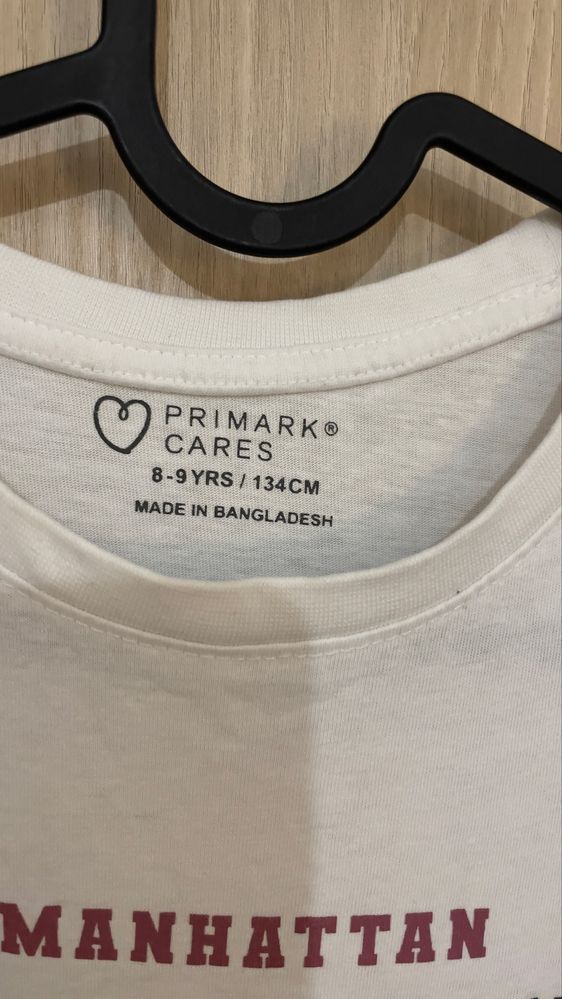 PRIMARK®
CARES
8-9 YRS / 134CM
MADE IN BANGLADESH
MANHATTAN